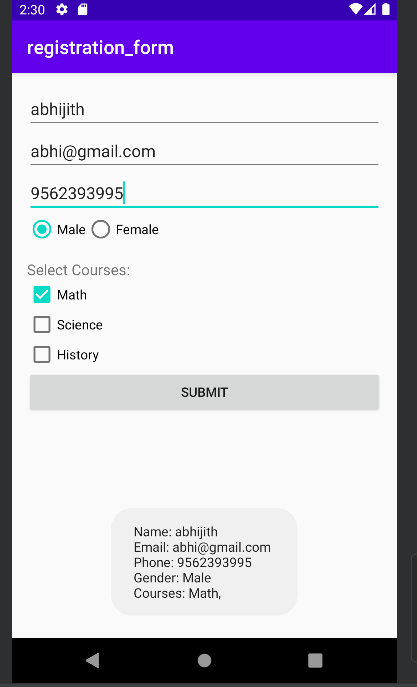 2:30
registration_form
abhijith
abhi@gmail.com
9562393995
Male Female
Select Courses:
Math
Science
History
SUBMIT
Name: abhijith
Email: abhi@gmail.com
Phone: 9562393995
Gender: Male
Courses: Math,